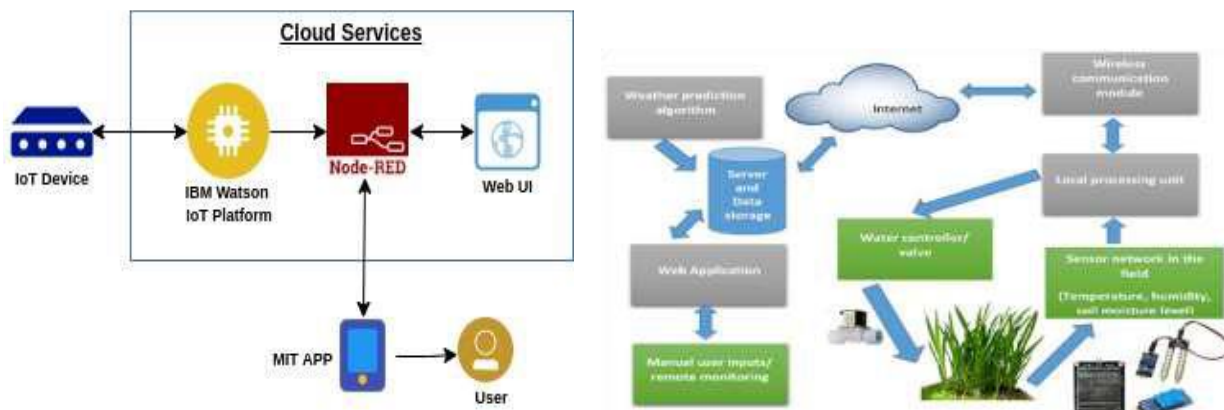 Cloud Services
IoT Device
IBM Watson
IoT Platform
Node-RED
Web UI
MIT APP
User
Weather prediction
algorithm
Internet
Wireless
communication
module
Server
and
Data
storage
Local processing unit
Water controller/
valve
Web Application
Sensor network in the
field
(Temperature, humidity,
soil moisture level)
Manual user inputs/
remote monitoring